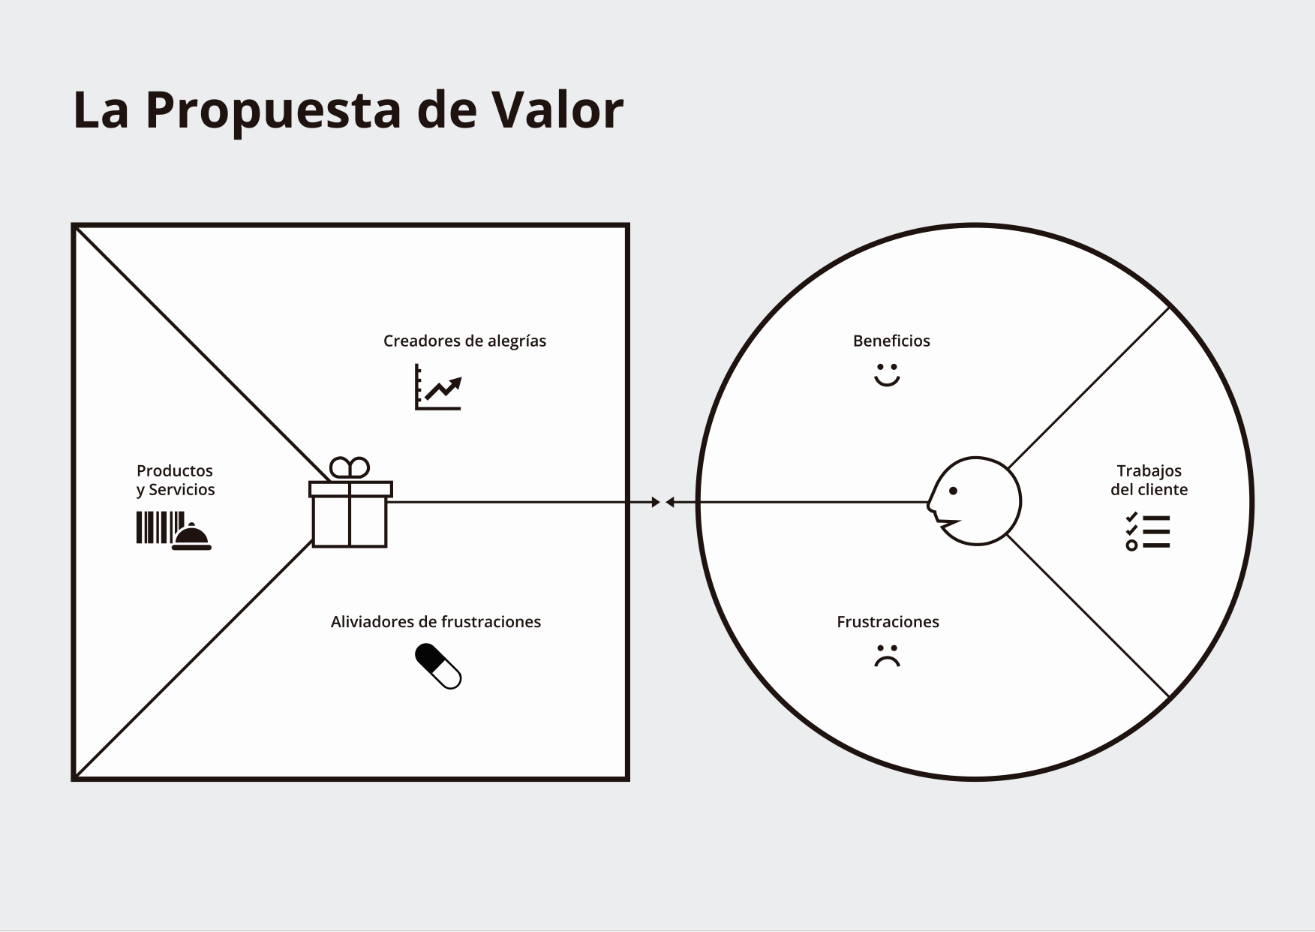 La Propuesta de Valor
Creadores de alegrías
Productos
y Servicios
Aliviadores de frustraciones
Beneficios
Trabajos
del cliente
Frustraciones